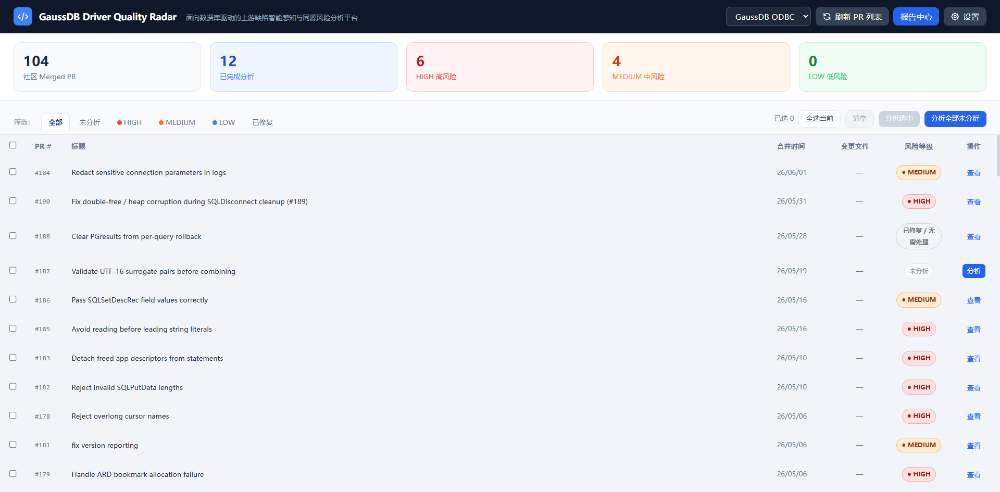 GaussDB Driver Quality Radar
面向数据库驱动的上游缺陷智能感知与同源风险分析平台
GaussDB ODBC
刷新 PR 列表
报告中心
设置
104
社区 Merged PR
12
已完成分析
6
HIGH 高风险
4
MEDIUM 中风险
0
LOW 低风险
筛选:
全部
未分析
HIGH
MEDIUM
LOW
已修复
已选 0
全选当前
清空
分析选中
分析全部未分析
PR # 标题 合并时间 变更文件 风险等级 操作
#184 Redact sensitive connection parameters in logs 26/06/01 — MEDIUM 查看
#190 Fix double-free / heap corruption during SQLDisconnect cleanup (#189) 26/05/31 — HIGH 查看
#188 Clear PGresults from per-query rollback 26/05/28 — 已修复 / 无
需处理 查看
#187 Validate UTF-16 surrogate pairs before combining 26/05/19 — 未分析 分析
#186 Pass SQLSetDescRec field values correctly 26/05/16 — MEDIUM 查看
#185 Avoid reading before leading string literals 26/05/16 — HIGH 查看
#183 Detach freed app descriptors from statements 26/05/10 — HIGH 查看
#182 Reject invalid SQLPutData lengths 26/05/10 — HIGH 查看
#178 Reject overlong cursor names 26/05/06 — HIGH 查看
#181 fix version reporting 26/05/06 — MEDIUM 查看
#179 Handle ARD bookmark allocation failure 26/05/06 — HIGH 查看